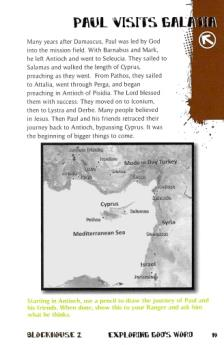 PAUL VISITS GALATIA
Many years after Damascus, Paul was led by God
into the mission field. With Barnabus and Mark,
he left Antioch and went to Seleucia. They sailed to
Salamas and walked the length of Cyprus,
preaching as they went. From Pathos, they sailed
to Attalia, went through Perga, and began
preaching in Antioch of Pisidia. The Lord blessed
them with success. They moved on to Iconium,
then to Lystra and Derbe. Many people believed
in Jesus. Then Paul and his friends retraced their
journey back to Antioch, bypassing Cyprus. It was
the beginning of bigger things to come.
Modern Day Turkey
Cyprus
Salamas
Pathos
Syria
Mediterranean Sea
Damascus
Israel
Jerusalem
Starting in Antioch, use a pencil to draw the journey of Paul and
his friends. When done, show this to your Ranger and ask him
what he thinks.
BLOCKHOUSE 2
EXPLORING GOD'S WORD